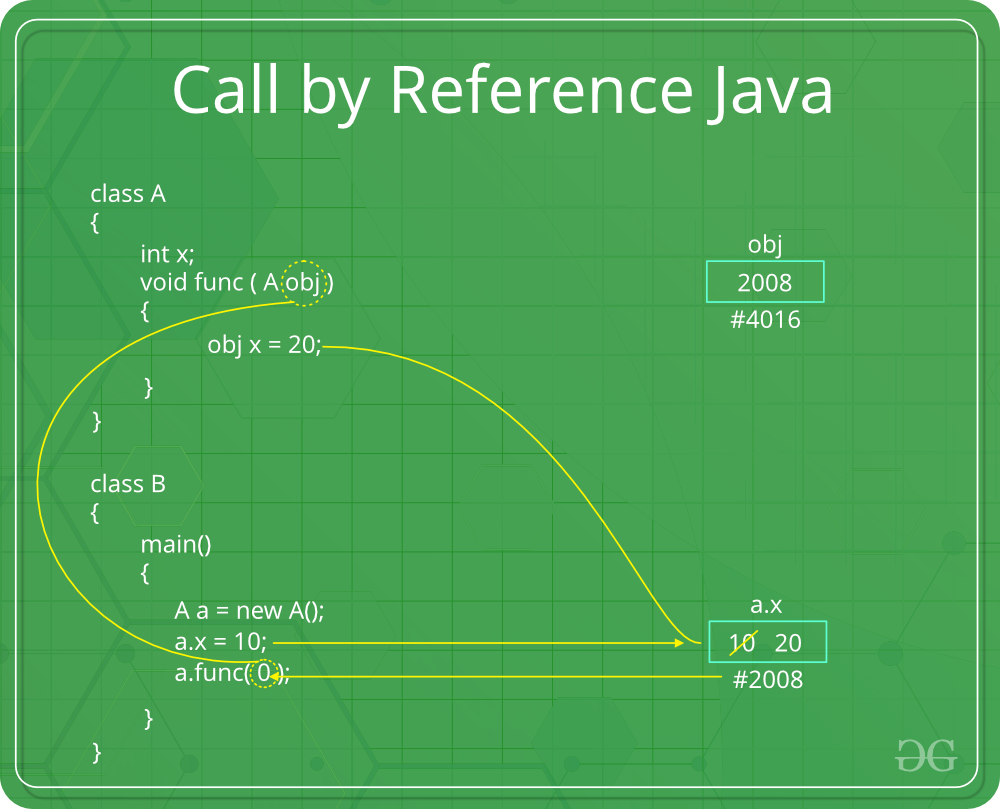 Call by Reference Java
class A
{
int x;
void func ( A obj )
{
obj x = 20;
}
}
class B
{
main()
{
A a = new A();
a.x = 10;
a.func( 0 );
}
}
obj
2008
#4016
a.x
10 20
#2008
GG